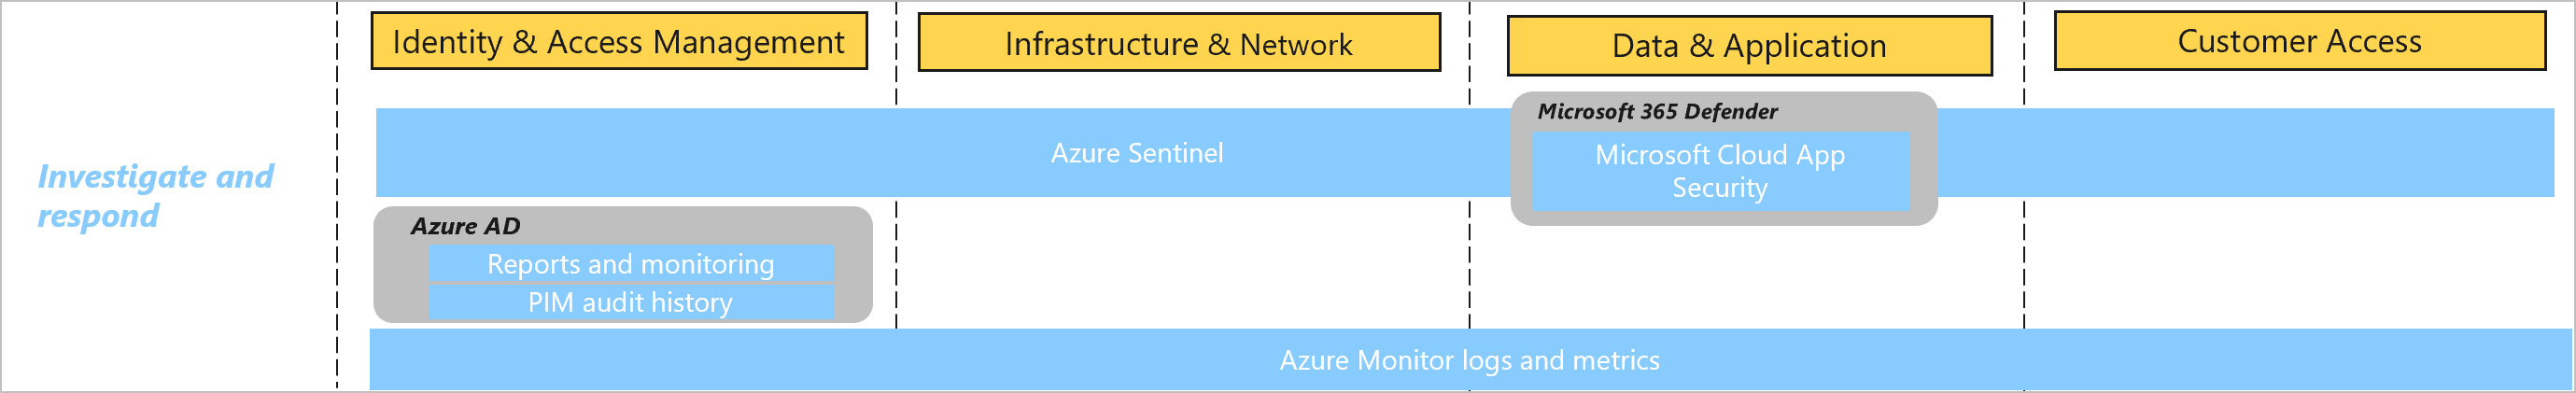 Identity & Access Management
Infrastructure & Network
Data & Application
Customer Access
Investigate and
respond
Azure Sentinel
Microsoft 365 Defender
Microsoft Cloud App
Security
Azure AD
Reports and monitoring
PIM audit history
Azure Monitor logs and metrics